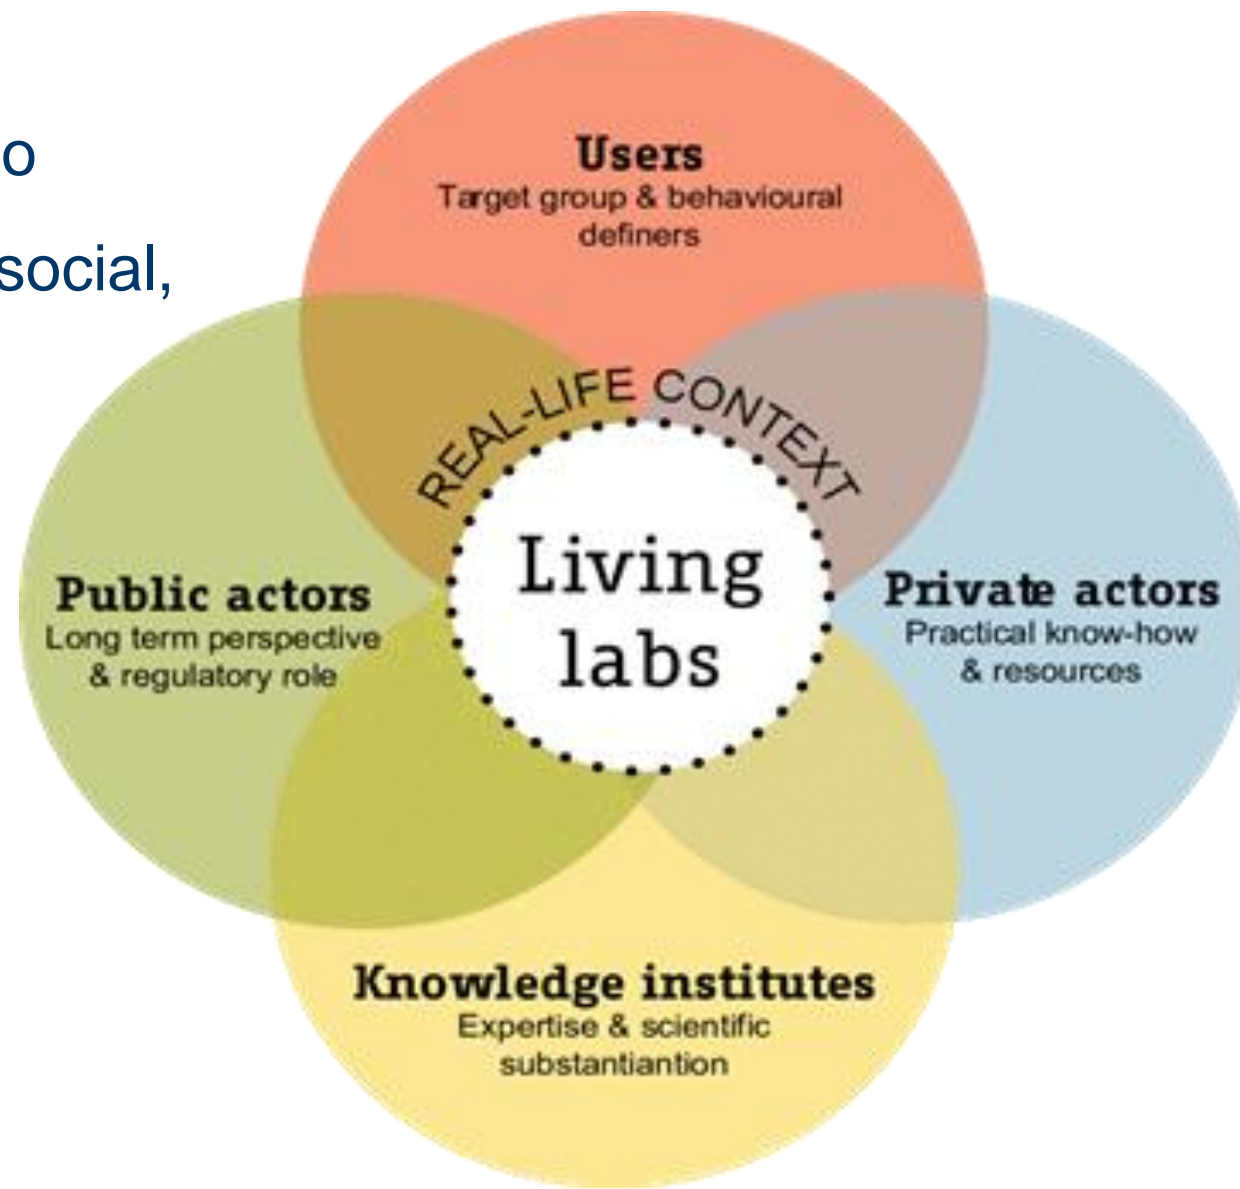 o
social,
Users
Target group & behavioural
definers
REAL-LIFE CONTEXT
Living
labs
Public actors
Long term perspective
& regulatory role
Private actors
Practical know-how
& resources
Knowledge institutes
Expertise & scientific
substantiantion